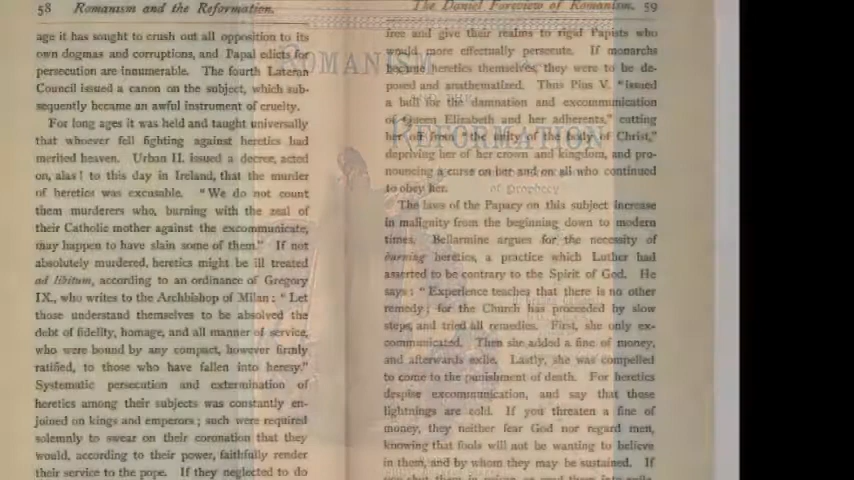 58 Romanism and the Reformation.
age it has sought to crush out all opposition to its
own dogmas and corruptions, and Papal edicts for
persecution are innumerable. The fourth Lateran
Council issued a canon on the subject, which sub-
sequently became an awful instrument of cruelty.
For long ages it was held and taught universally
that whoever fell fighting against heretics had
merited heaven. Urban II. issued a decree, acted
on, alas! to this day in Ireland, that the murder
of heretics was excusable. "We do not count
them murderers who, burning with the zeal of
their Catholic mother against the excommunicate,
may happen to have slain some of them." If not
absolutely murdered, heretics might be ill treated
ad libitum, according to an ordinance of Gregory
IX., who writes to the Archbishop of Milan: "Let
those understand themselves to be absolved the
debt of fidelity, homage, and all manner of service,
who were bound by any compact, however firmly
ratified, to those who have fallen into heresy."
Systematic persecution and extermination of
heretics among their subjects was constantly en-
joined on kings and emperors; such were required
solemnly to swear on their coronation that they
would, according to their power, faithfully render
their service to the pope. If they neglected to do
The Daniel Foreview of Romanism. 59
free and give their realms to rigid Papists who
would more effectually persecute. If monarchs
became heretics themselves, they were to be de-
posed and anathematized. Thus Pius V. "issued
a bull for the damnation and excommunication
of Queen Elizabeth and her adherents," cutting
her off from "the unity of the body of Christ,"
depriving her of her crown and kingdom, and pro-
nouncing a curse on her and on all who continued
to obey her.
The laws of the Papacy on this subject increase
in malignity from the beginning down to modern
times. Bellarmine argues for the necessity of
burning heretics, a practice which Luther had
asserted to be contrary to the Spirit of God. He
says: "Experience teaches that there is no other
remedy; for the Church has proceeded by slow
steps, and tried all remedies. First, she only ex-
communicated. Then she added a fine of money,
and afterwards exile. Lastly, she was compelled
to come to the punishment of death. For heretics
despise excommunication, and say that those
lightnings are cold. If you threaten a fine of
money, they neither fear God nor regard men,
knowing that fools will not be wanting to believe
in them, and by whom they may be sustained. If
ROMANISM
REFORMATION
of Prophecy